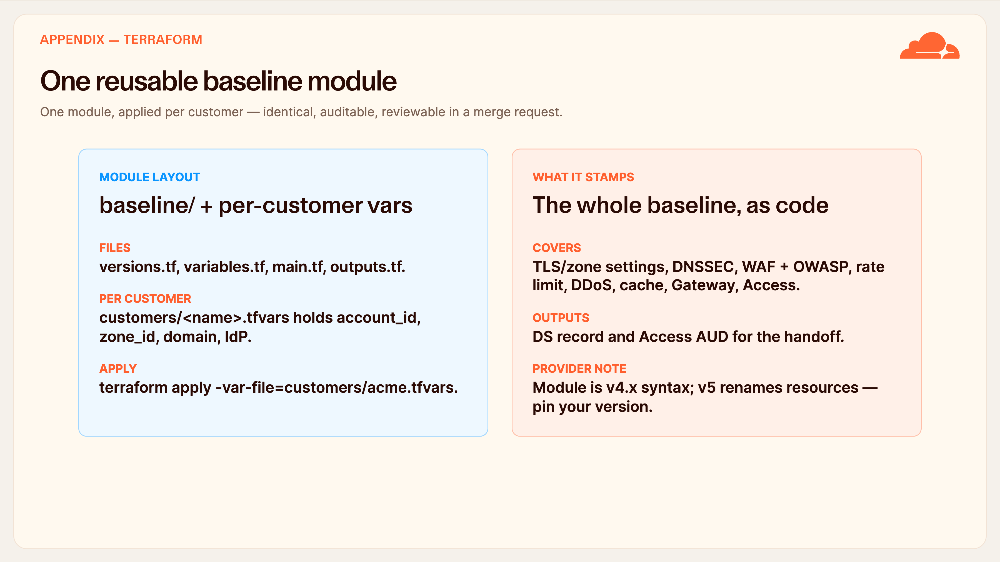 APPENDIX — TERRAFORM
One reusable baseline module
One module, applied per customer — identical, auditable, reviewable in a merge request.
MODULE LAYOUT
baseline/ + per-customer vars
FILES
versions.tf, variables.tf, main.tf, outputs.tf.
PER CUSTOMER
customers/<name>.tfvars holds account_id,
zone_id, domain, IdP.
APPLY
terraform apply -var-file=customers/acme.tfvars.
WHAT IT STAMPS
The whole baseline, as code
COVERS
TLS/zone settings, DNSSEC, WAF + OWASP, rate
limit, DDoS, cache, Gateway, Access.
OUTPUTS
DS record and Access AUD for the handoff.
PROVIDER NOTE
Module is v4.x syntax; v5 renames resources —
pin your version.